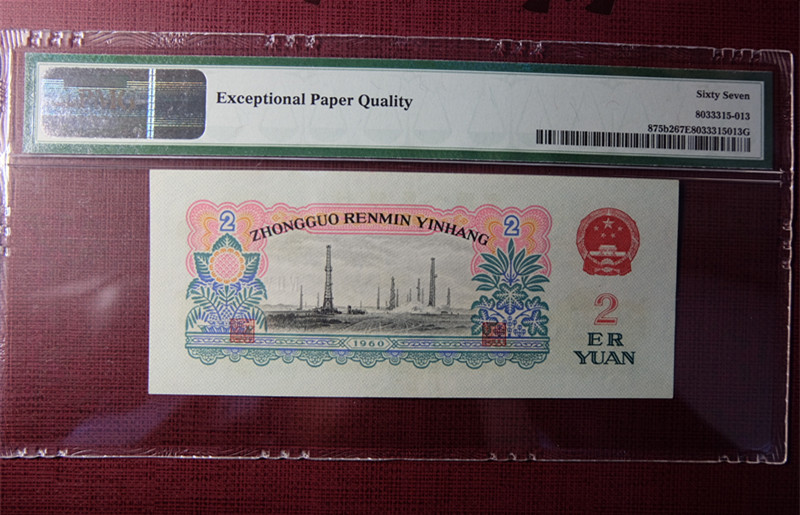 Exceptional Paper Quality
Sixty Seven
8033315-013
875b267E8033315013G
2
2
ZHONGGUO RENMIN YINHANG
2
ER
YUAN
1960